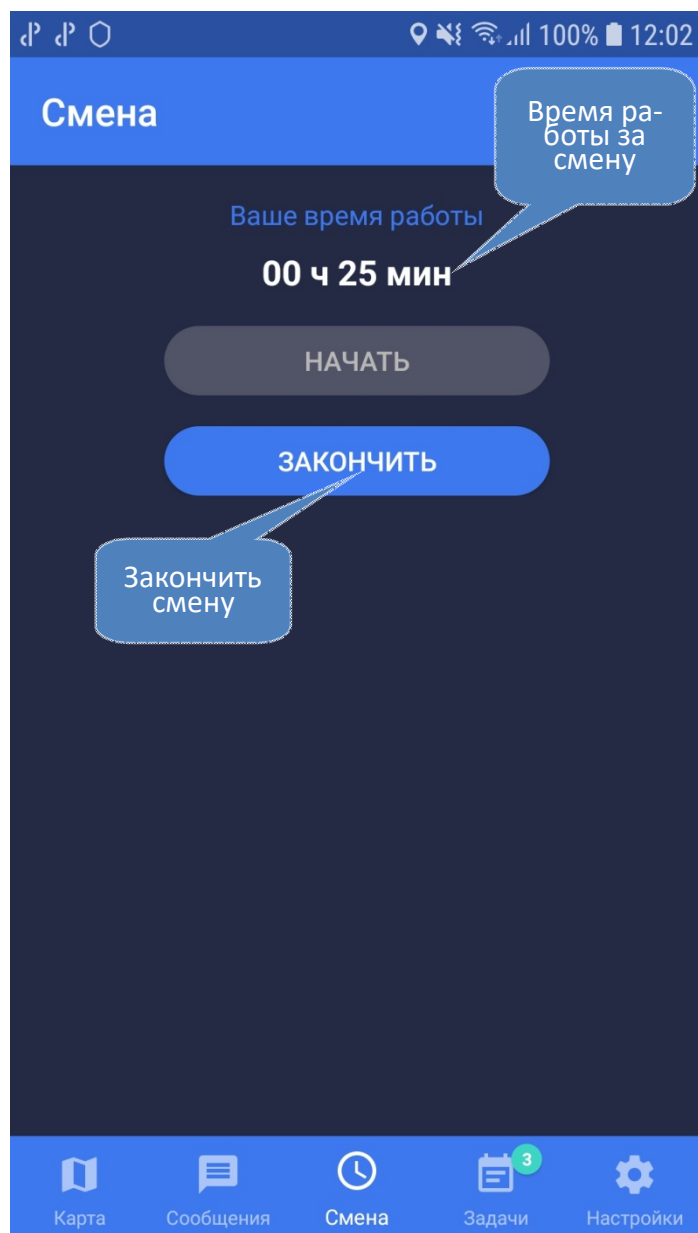 100% 12:02
Смена
Время ра-
боты за
смену
Ваше время работы
00 ч 25 мин
НАЧАТЬ
ЗАКОНЧИТЬ
Закончить
смену
3
Карта Сообщения Смена Задачи Настройки